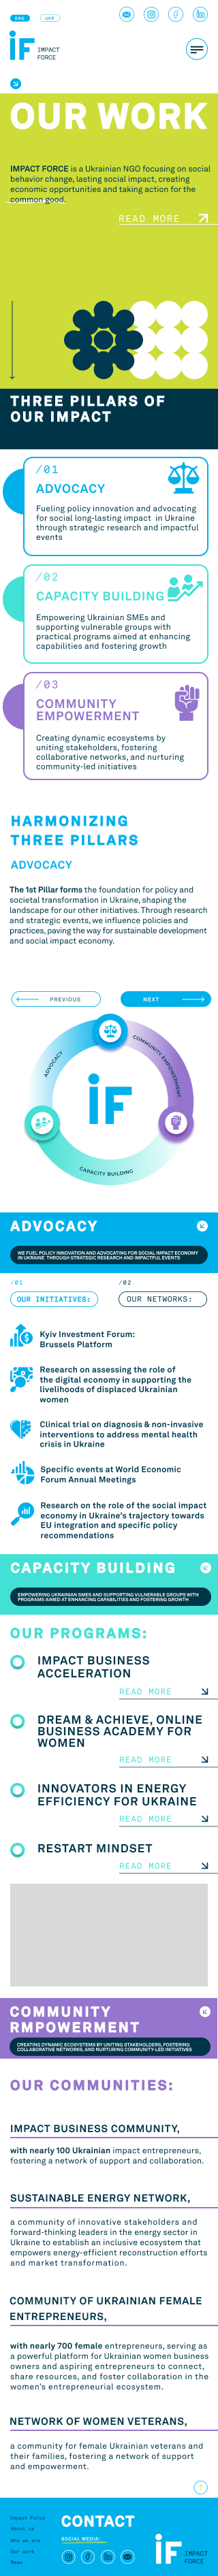 ENG UKR
IMPACT
FORCE
OUR WORK
IMPACT FORCE is a Ukrainian NGO focusing on social
behavior change, lasting social impact, creating
economic opportunities and taking action for the
common good.
READ MORE
THREE PILLARS OF
OUR IMPACT
/01
ADVOCACY
Fueling policy innovation and advocating
for social long-lasting impact in Ukraine
through strategic research and impactful
events
/02
CAPACITY BUILDING
Empowering Ukrainian SMEs and
supporting vulnerable groups with
practical programs aimed at enhancing
capabilities and fostering growth
/03
COMMUNITY
EMPOWERMENT
Creating dynamic ecosystems by
uniting stakeholders, fostering
collaborative networks, and nurturing
community-led initiatives
HARMONIZING
THREE PILLARS
ADVOCACY
The 1st Pillar forms the foundation for policy and
societal transformation in Ukraine, shaping the
landscape for our other initiatives. Through research
and strategic events, we influence policies and
practices, paving the way for sustainable development
and social impact economy.
PREVIOUS NEXT
ADVOCACY
COMMUNITY EMPOWERMENT
iF
CAPACITY BUILDING
ADVOCACY
WE FUEL POLICY INNOVATION AND ADVOCATING FOR SOCIAL IMPACT ECONOMY
IN UKRAINE THROUGH STRATEGIC RESEARCH AND IMPACTFUL EVENTS
/01 /02
OUR INITIATIVES: OUR NETWORKS:
Kyiv Investment Forum:
Brussels Platform
Research on assessing the role of
the digital economy in supporting the
livelihoods of displaced Ukrainian
women
Clinical trial on diagnosis & non-invasive
interventions to address mental health
crisis in Ukraine
Specific events at World Economic
Forum Annual Meetings
Research on the role of the social impact
economy in Ukraine's trajectory towards
EU integration and specific policy
recommendations
CAPACITY BUILDING
EMPOWERING UKRAINIAN SMES AND SUPPORTING VULNERABLE GROUPS WITH
PROGRAMS AIMED AT ENHANCING CAPABILITIES AND FOSTERING GROWTH
OUR PROGRAMS:
IMPACT BUSINESS
ACCELERATION
READ MORE
DREAM & ACHIEVE, ONLINE
BUSINESS ACADEMY FOR
WOMEN
READ MORE
INNOVATORS IN ENERGY
EFFICIENCY FOR UKRAINE
READ MORE
RESTART MINDSET
READ MORE
COMMUNITY
RMPOWERMENT
CREATING DYNAMIC ECOSYSTEMS BY UNITING STAKEHOLDERS, FOSTERING
COLLABORATIVE NETWORKS, AND NURTURING COMMUNITY-LED INITIATIVES
OUR COMMUNITIES:
IMPACT BUSINESS COMMUNITY,
with nearly 100 Ukrainian impact entrepreneurs,
fostering a network of support and collaboration.
SUSTAINABLE ENERGY NETWORK,
a community of innovative stakeholders and
forward-thinking leaders in the energy sector in
Ukraine to establish an inclusive ecosystem that
empowers energy-efficient reconstruction efforts
and market transformation.
COMMUNITY OF UKRAINIAN FEMALE
ENTREPRENEURS,
with nearly 700 female entrepreneurs, serving as
a powerful platform for Ukrainian women business
owners and aspiring entrepreneurs to connect,
share resources, and foster collaboration in the
women's entrepreneurial ecosystem.
NETWORK OF WOMEN VETERANS,
a community for female Ukrainian veterans and
their families, fostering a network of support
and empowerment.
Impact Force
About us
Who we are
Our work
News
CONTACT
SOCIAL MEDIA:
iF IMPACT
FORCE